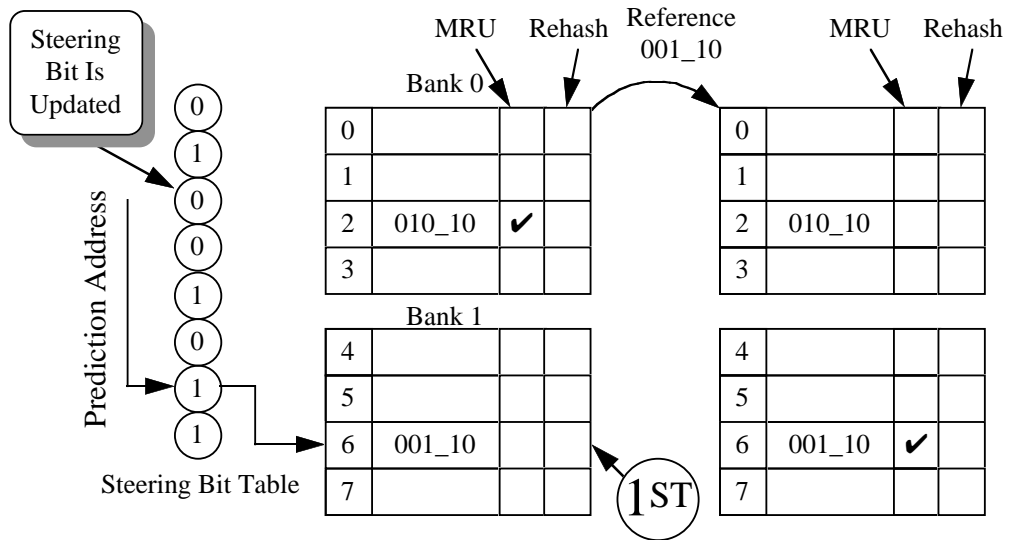 Steering
Bit Is
Updated
Prediction Address
0
1
0
0
1
0
1
1
Steering Bit Table
MRU Rehash
Bank 0
0
1
2 010_10 ✔
3
Bank 1
4
5
6 001_10
7
1ST
Reference
001_10
MRU Rehash
0
1
2 010_10
3
4
5
6 001_10 ✔
7